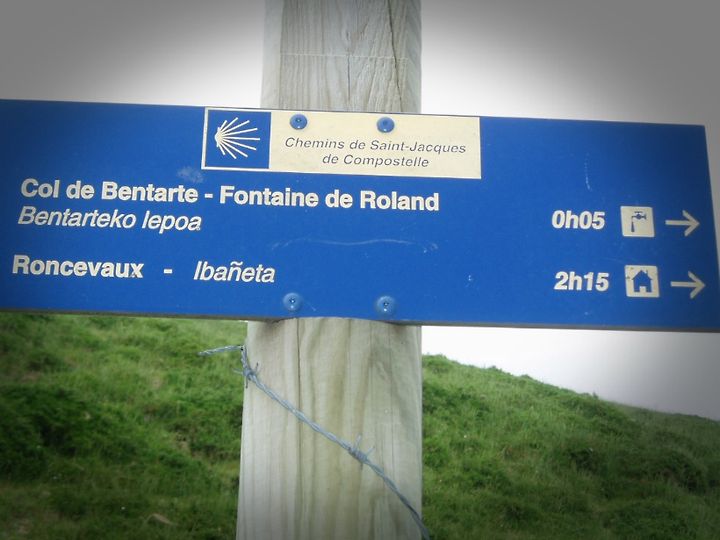 Chemins de Saint-Jacques
de Compostelle
Col de Bentarte - Fontaine de Roland
Bentarteko lepoa
0h05
Roncevaux - Ibañeta
2h15